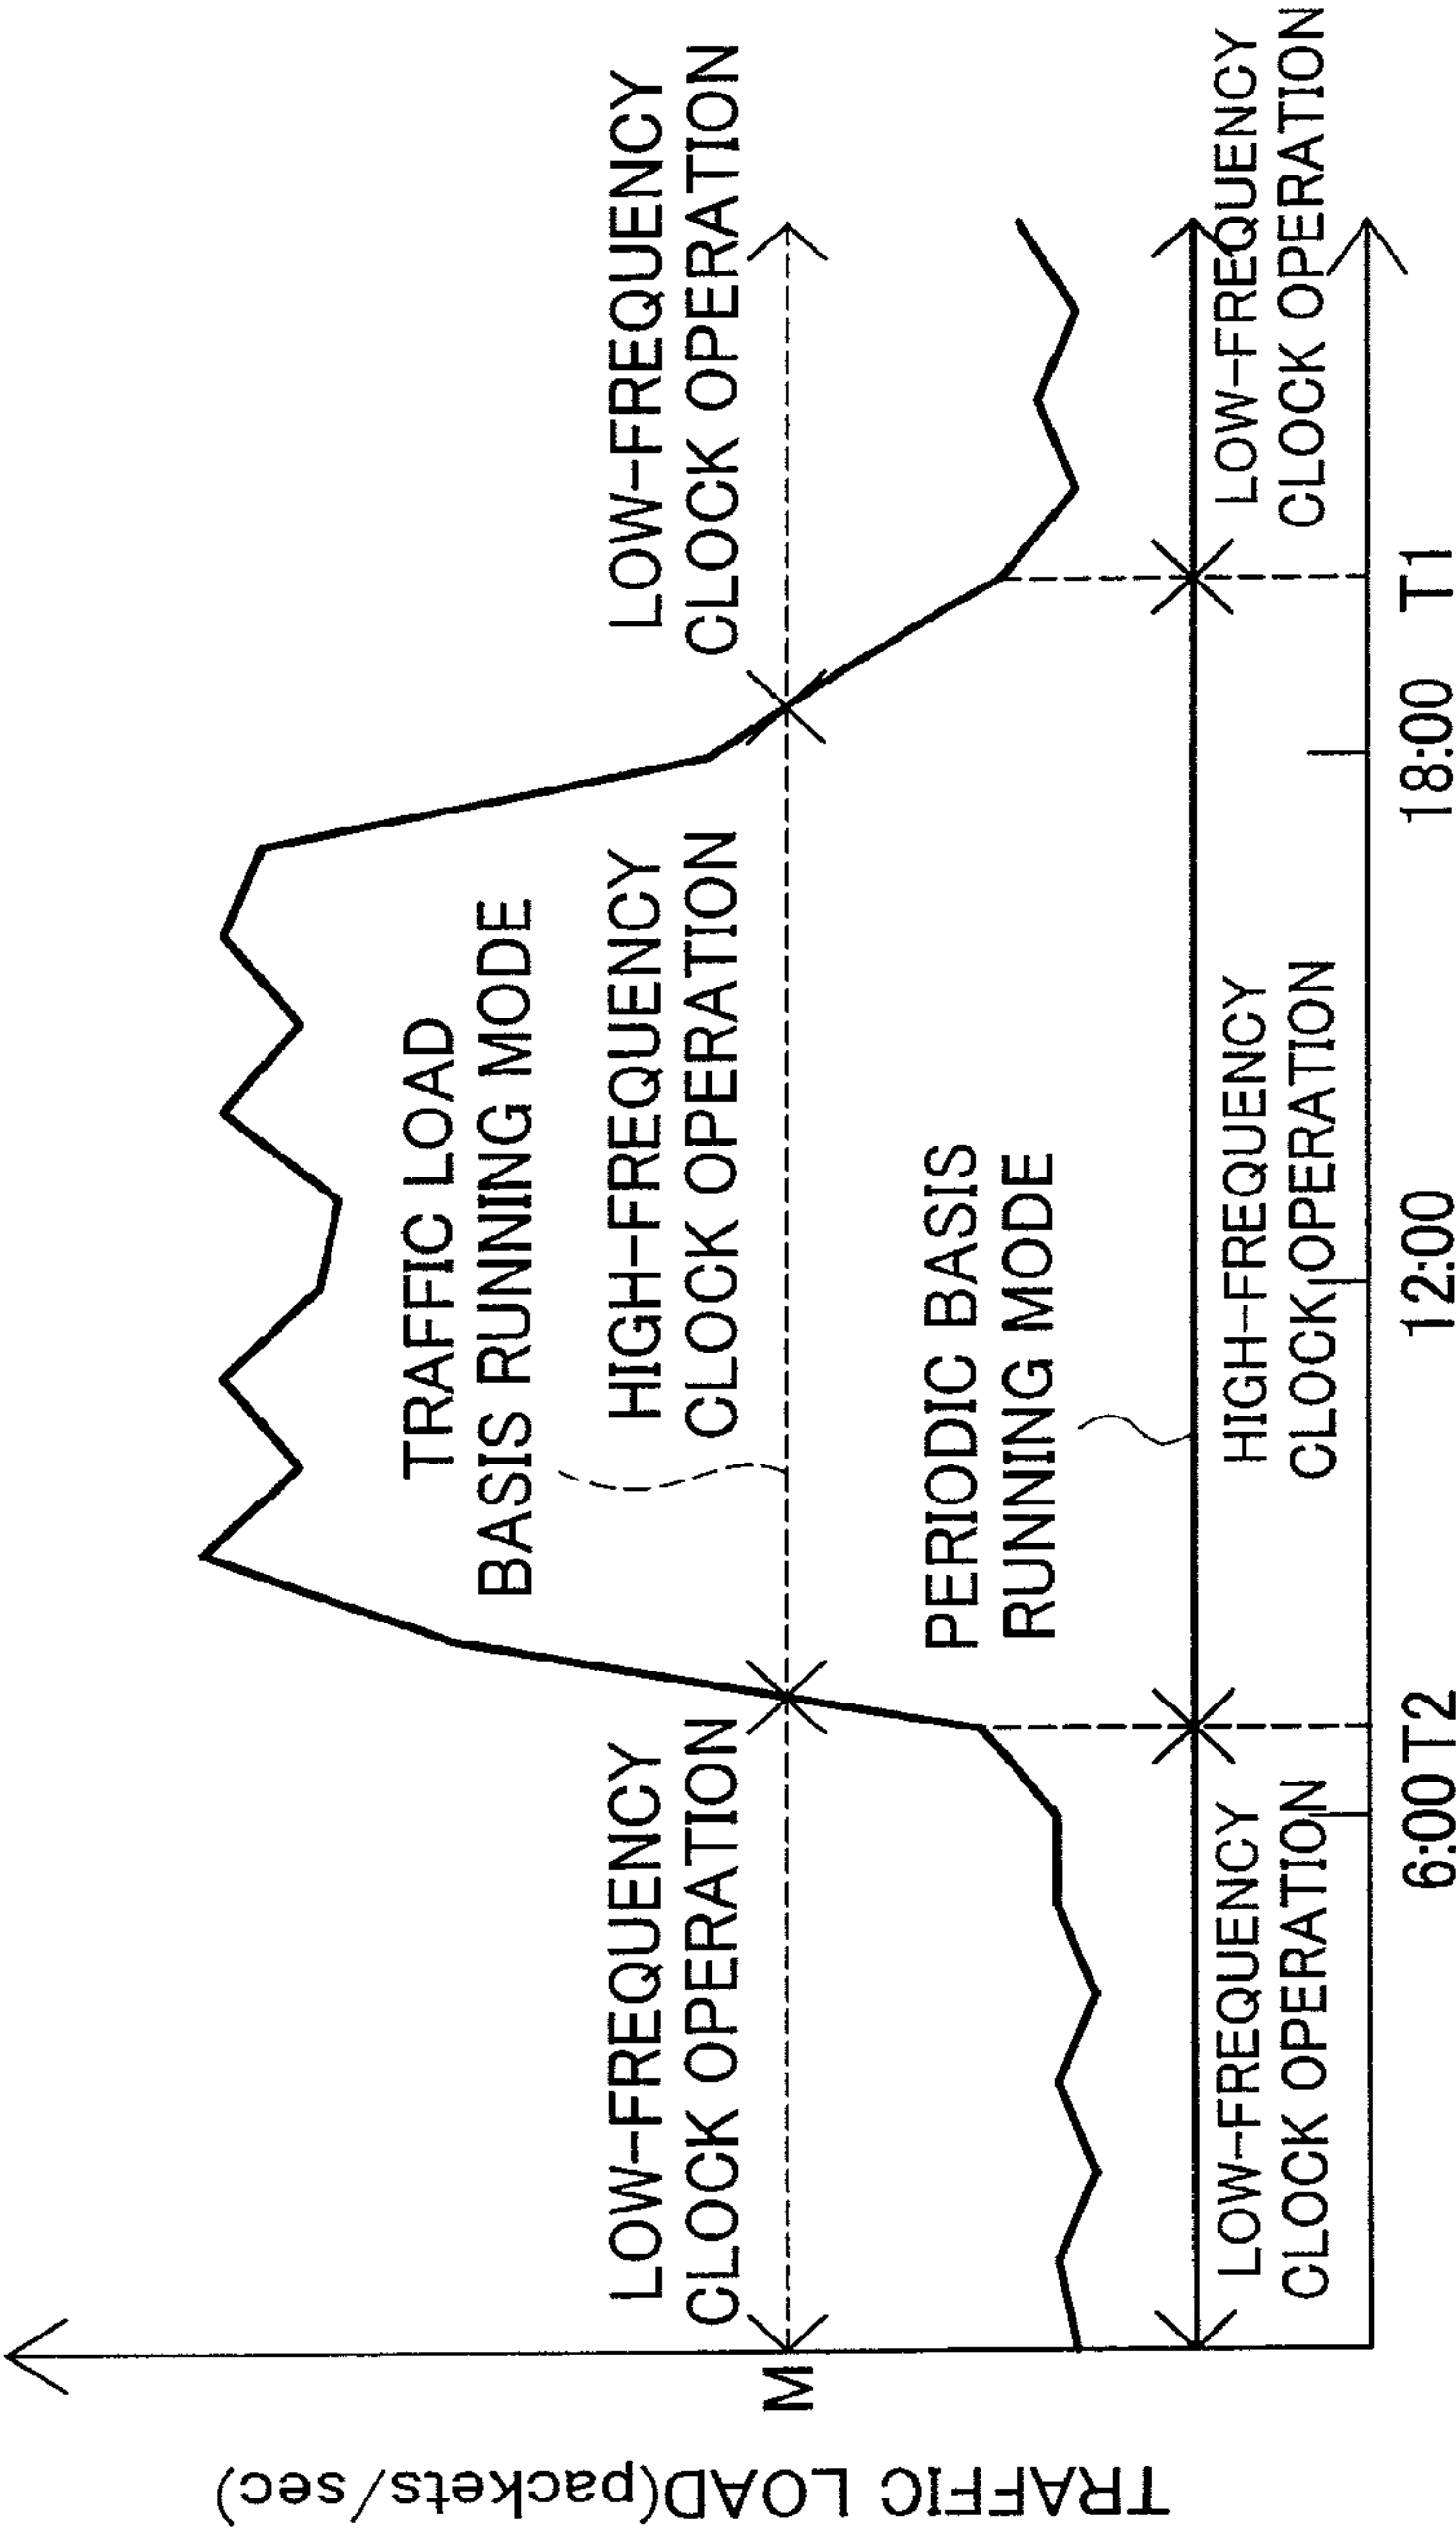 TRAFFIC LOAD(packets/sec)
M
LOW-FREQUENCY
CLOCK OPERATION
TRAFFIC LOAD
BASIS RUNNING MODE
HIGH-FREQUENCY
CLOCK OPERATION
LOW-FREQUENCY
CLOCK OPERATION
PERIODIC BASIS
RUNNING MODE
LOW-FREQUENCY
CLOCK OPERATION
HIGH-FREQUENCY
CLOCK OPERATION
LOW-FREQUENCY
CLOCK OPERATION
6:00 T2
12:00
18:00 T1